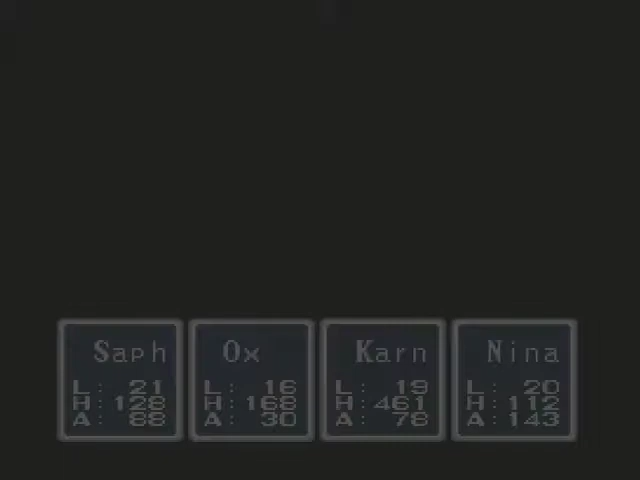 Saph Ox Karn Nina
L: 21 L: 16 L: 19 L: 20
H:128 H:168 H:461 H:112
A: 88 A: 30 A: 78 A:143